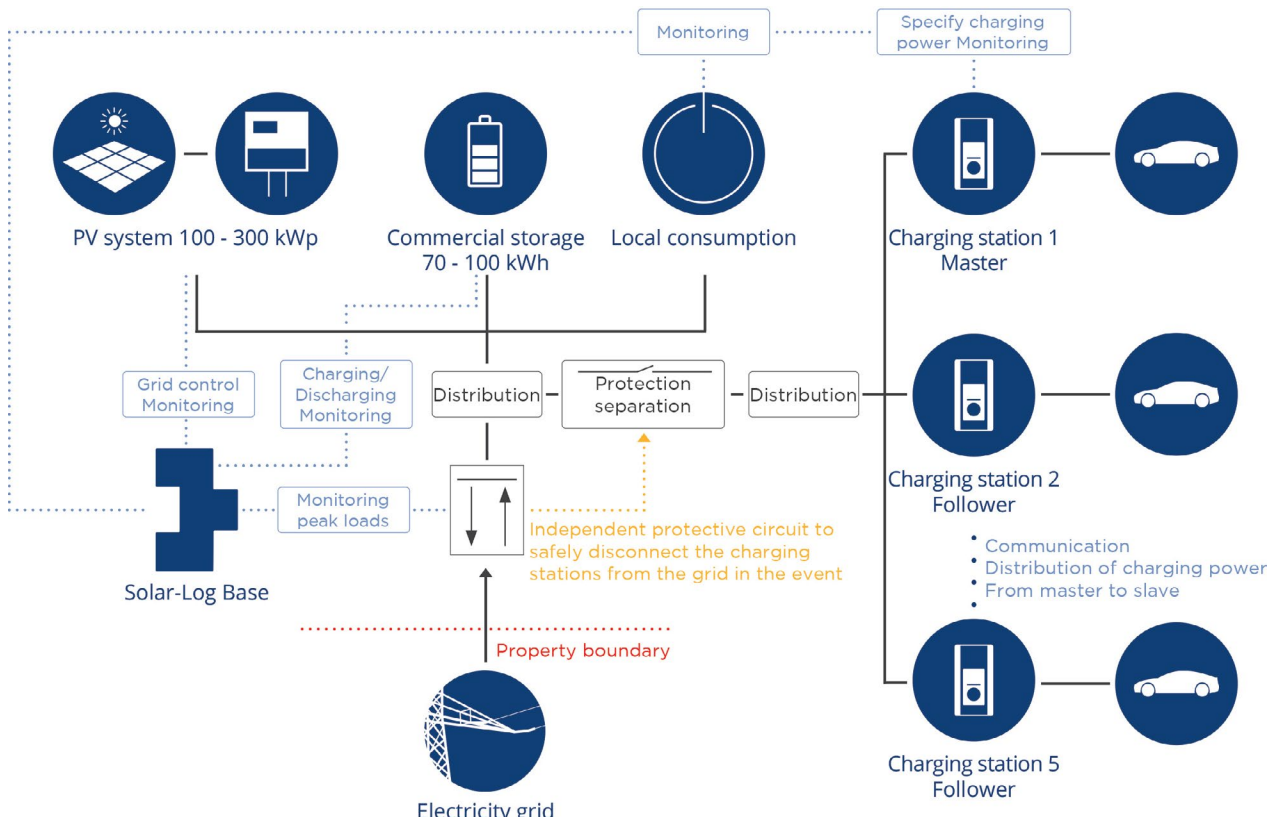 Monitoring
Specify charging
power Monitoring
PV system 100 - 300 kWp
Commercial storage
70 - 100 kWh
Local consumption
Charging station 1
Master
Grid control
Monitoring
Charging/
Discharging
Monitoring
Distribution
Protection
separation
Distribution
Charging station 2
Follower
Monitoring
peak loads
Independent protective circuit to
safely disconnect the charging
stations from the grid in the event
Communication
Distribution of charging power
From master to slave
Solar-Log Base
Property boundary
Charging station 5
Follower
Electricity grid